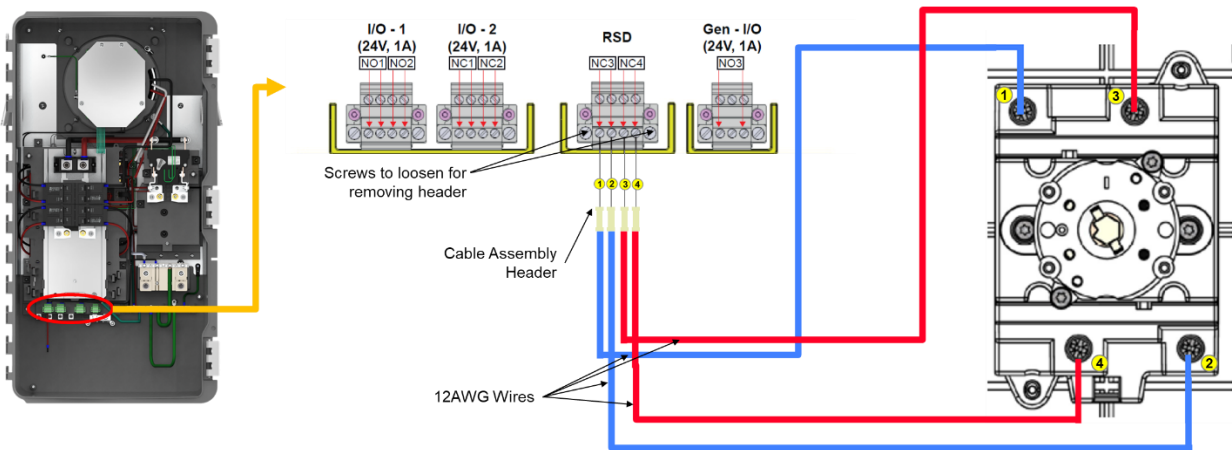 I/O - 1
(24V, 1A)
NO1 NO2
I/O - 2
(24V, 1A)
NC1 NC2
RSD
NC3 NC4
Gen - I/O
(24V, 1A)
NO3
1
3
Screws to loosen for
removing header
1 2 3 4
Cable Assembly
Header
4
2
12AWG Wires